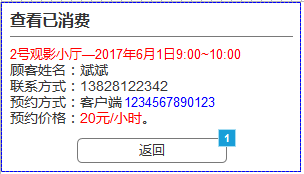 查看已消费
2号观影小厅—2017年6月1日9:00~10:00
顾客姓名：斌斌
联系方式：13828122342
预约方式：客户端 1234567890123
预约价格：20元/小时。
1
返回